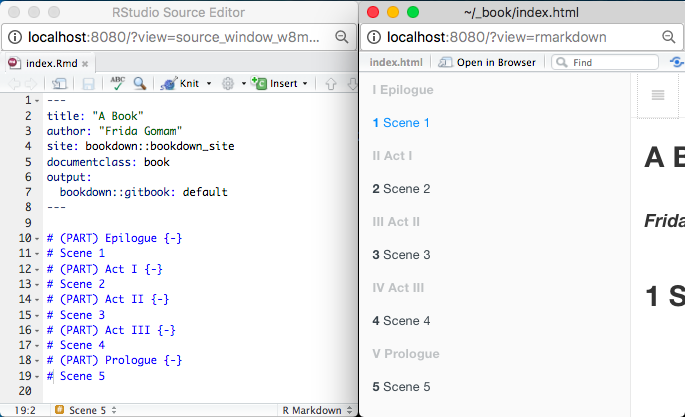 RStudio Source Editor
localhost:8080/?view=source_window_w8m...
index.Rmd
ABC
Knit
Insert
1 ---
2 title: "A Book"
3 author: "Frida Gomam"
4 site: bookdown::bookdown_site
5 documentclass: book
6 output:
7 bookdown::gitbook: default
8 ---
9
10 # (PART) Epilogue {-}
11 # Scene 1
12 # (PART) Act I {-}
13 # Scene 2
14 # (PART) Act II {-}
15 # Scene 3
16 # (PART) Act III {-}
17 # Scene 4
18 # (PART) Prologue {-}
19 # Scene 5
20
19:2 # Scene 5 R Markdown
~/_book/index.html
localhost:8080/?view=rmarkdown
index.html Open in Browser Find
I Epilogue
1 Scene 1
II Act I
2 Scene 2
III Act II
3 Scene 3
IV Act III
4 Scene 4
V Prologue
5 Scene 5
A B
Frida
1 S